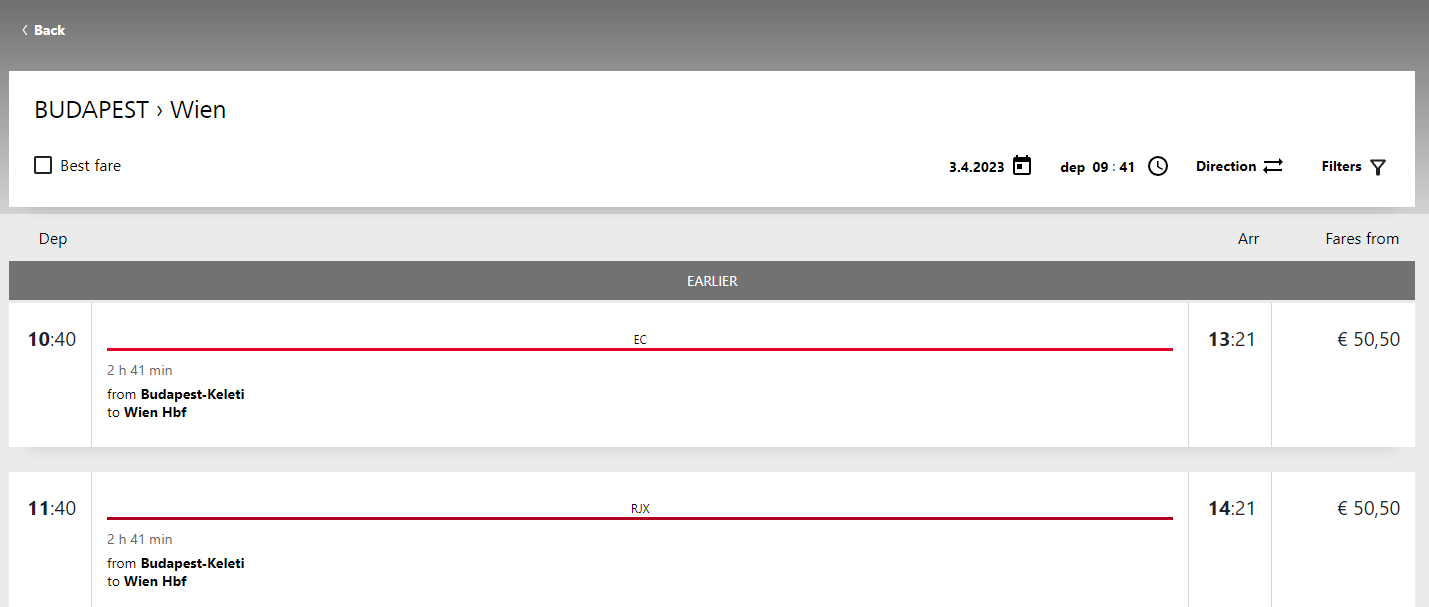 Back
BUDAPEST › Wien
Best fare
3.4.2023 dep 09 : 41 Direction Filters
Dep Arr Fares from
EARLIER
10:40 EC 13:21 € 50,50
2 h 41 min
from Budapest-Keleti
to Wien Hbf
11:40 RJX 14:21 € 50,50
2 h 41 min
from Budapest-Keleti
to Wien Hbf